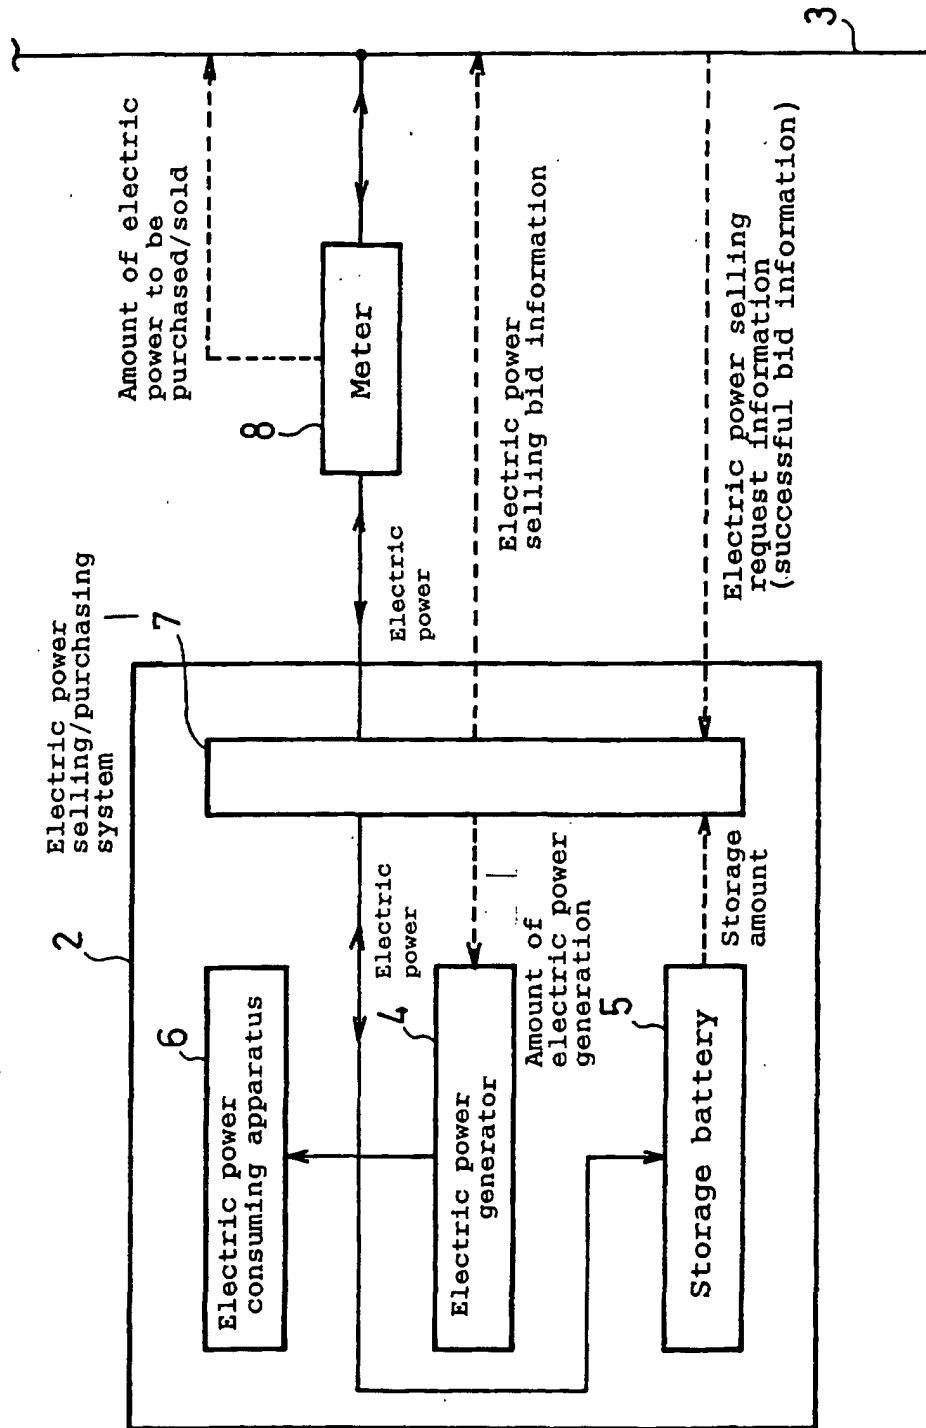 2
Electric power
selling/purchasing
system
7
Amount of electric
power to be
purchased/sold
6
Electric power
consuming apparatus
8
Meter
Electric
power
Electric
power
4
Electric power
generator
Electric power
selling bid information
Amount of
electric power
generation
5
Storage battery
Storage
amount
Electric power selling
request information
(successful bid information)
3